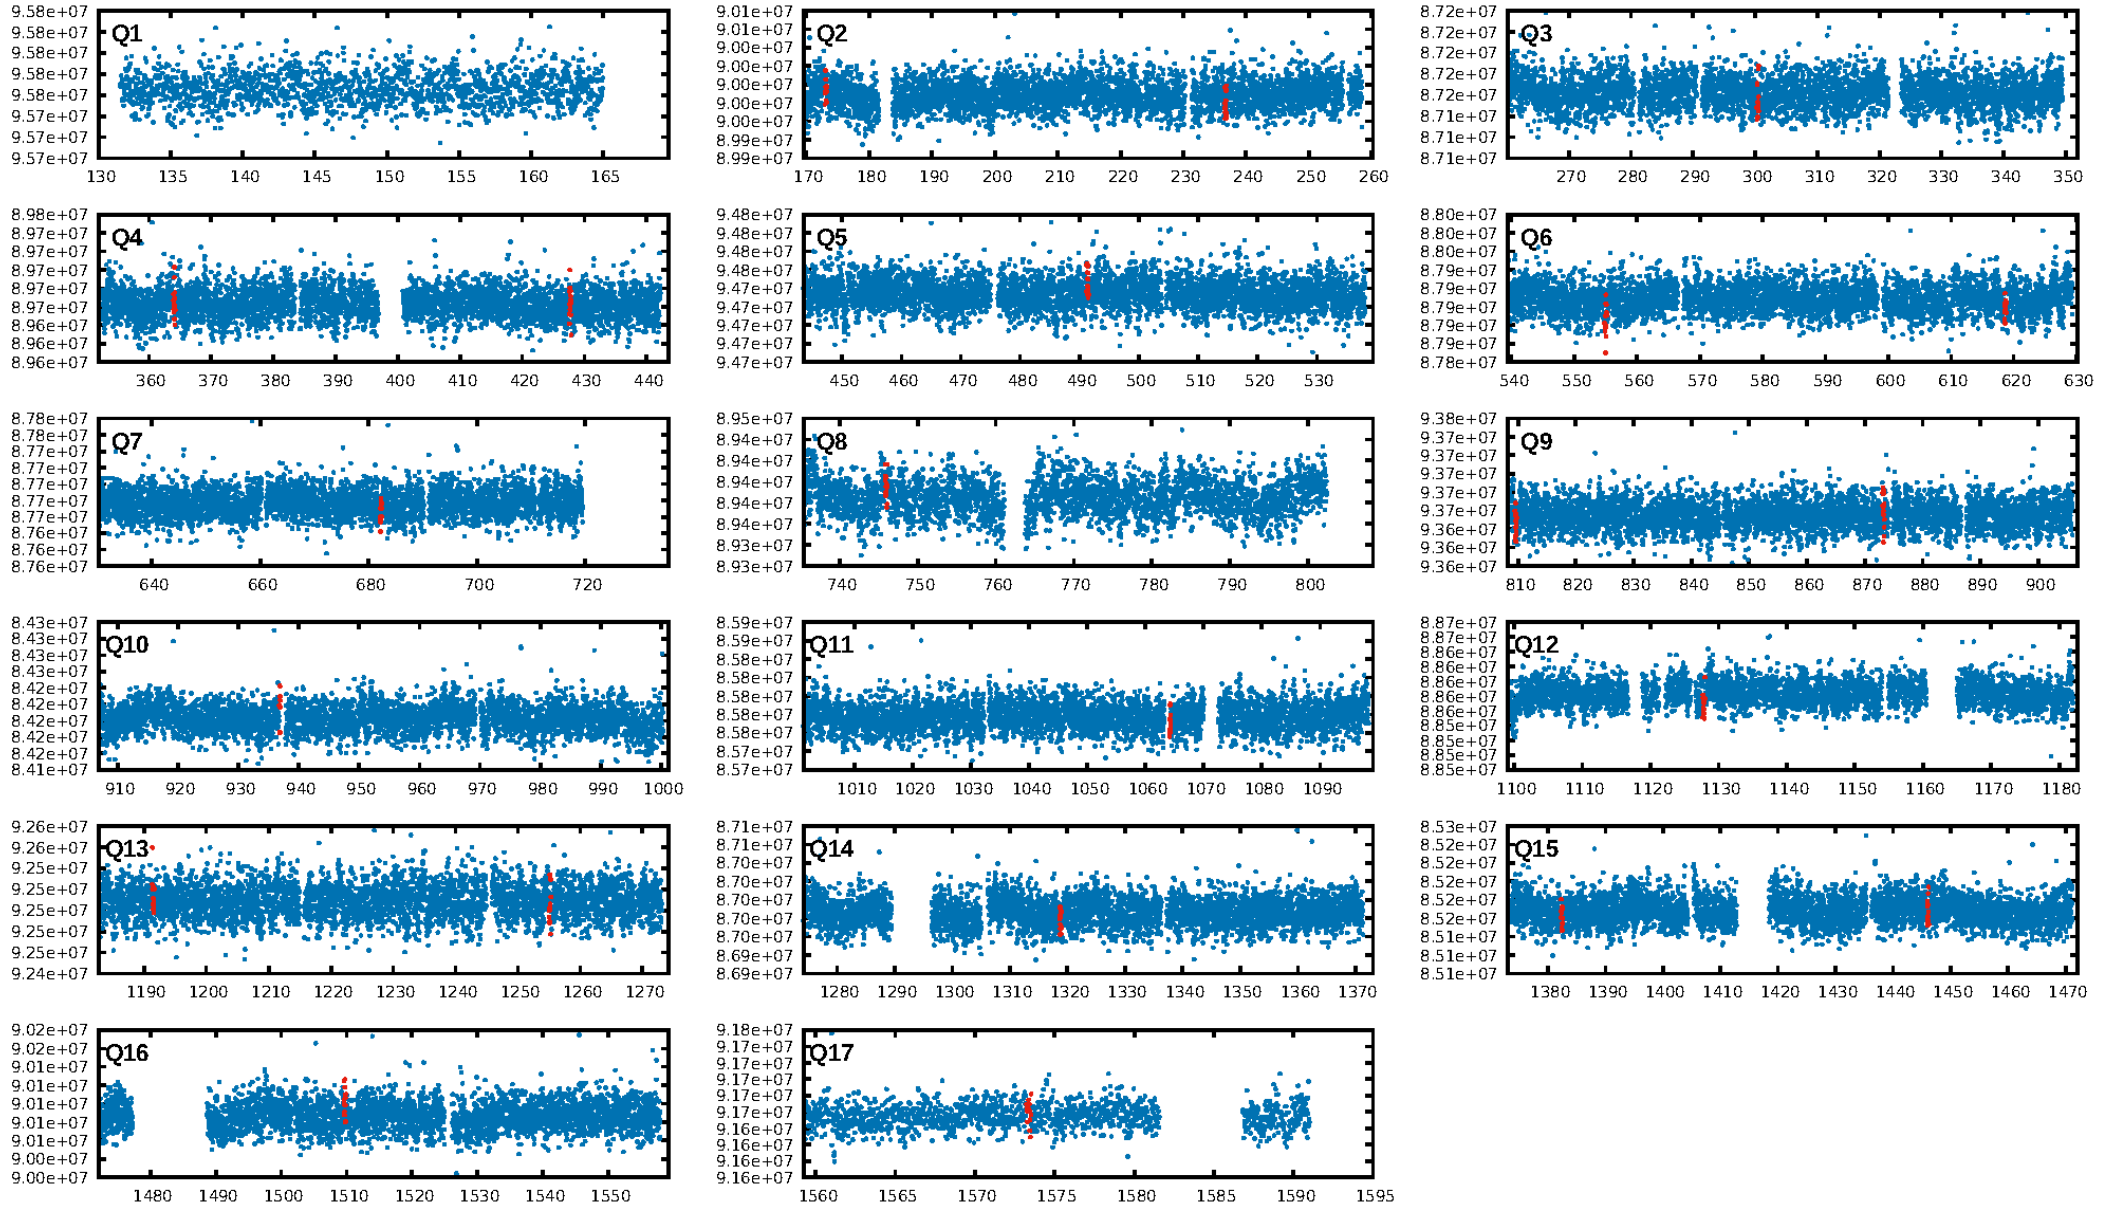 9.58e+07
9.58e+07
9.58e+07
9.58e+07
9.58e+07
9.57e+07
9.57e+07
9.57e+07
Q1
130 135 140 145 150 155 160 165
9.01e+07
9.01e+07
9.00e+07
9.00e+07
9.00e+07
9.00e+07
9.00e+07
8.99e+07
8.99e+07
Q2
170 180 190 200 210 220 230 240 250 260
8.72e+07
8.72e+07
8.72e+07
8.72e+07
8.72e+07
8.71e+07
8.71e+07
8.71e+07
Q3
270 280 290 300 310 320 330 340 350
8.98e+07
8.97e+07
8.97e+07
8.97e+07
8.97e+07
8.96e+07
8.96e+07
8.96e+07
8.96e+07
Q4
360 370 380 390 400 410 420 430 440
9.48e+07
9.48e+07
9.48e+07
9.48e+07
9.47e+07
9.47e+07
9.47e+07
9.47e+07
9.47e+07
Q5
450 460 470 480 490 500 510 520 530
8.80e+07
8.80e+07
8.80e+07
8.79e+07
8.79e+07
8.79e+07
8.79e+07
8.79e+07
8.78e+07
Q6
540 550 560 570 580 590 600 610 620 630
8.78e+07
8.78e+07
8.77e+07
8.77e+07
8.77e+07
8.77e+07
8.77e+07
8.76e+07
8.76e+07
8.76e+07
Q7
640 660 680 700 720
8.95e+07
8.94e+07
8.94e+07
8.94e+07
8.94e+07
8.94e+07
8.93e+07
8.93e+07
Q8
740 750 760 770 780 790 800
9.38e+07
9.37e+07
9.37e+07
9.37e+07
9.37e+07
9.37e+07
9.36e+07
9.36e+07
9.36e+07
Q9
810 820 830 840 850 860 870 880 890 900
8.43e+07
8.43e+07
8.43e+07
8.43e+07
8.42e+07
8.42e+07
8.42e+07
8.42e+07
8.42e+07
8.41e+07
Q10
910 920 930 940 950 960 970 980 990 1000
8.59e+07
8.59e+07
8.58e+07
8.58e+07
8.58e+07
8.58e+07
8.58e+07
8.57e+07
8.57e+07
Q11
1010 1020 1030 1040 1050 1060 1070 1080 1090
8.87e+07
8.87e+07
8.86e+07
8.86e+07
8.86e+07
8.86e+07
8.86e+07
8.85e+07
8.85e+07
8.85e+07
8.85e+07
Q12
1100 1110 1120 1130 1140 1150 1160 1170 1180
9.26e+07
9.26e+07
9.25e+07
9.25e+07
9.25e+07
9.25e+07
9.25e+07
9.24e+07
Q13
1190 1200 1210 1220 1230 1240 1250 1260 1270
8.71e+07
8.71e+07
8.70e+07
8.70e+07
8.70e+07
8.70e+07
8.70e+07
8.69e+07
8.69e+07
Q14
1280 1290 1300 1310 1320 1330 1340 1350 1360 1370
8.53e+07
8.52e+07
8.52e+07
8.52e+07
8.52e+07
8.52e+07
8.51e+07
8.51e+07
8.51e+07
Q15
1380 1390 1400 1410 1420 1430 1440 1450 1460 1470
9.02e+07
9.02e+07
9.01e+07
9.01e+07
9.01e+07
9.01e+07
9.01e+07
9.00e+07
9.00e+07
Q16
1480 1490 1500 1510 1520 1530 1540 1550
9.18e+07
9.17e+07
9.17e+07
9.17e+07
9.17e+07
9.17e+07
9.16e+07
9.16e+07
9.16e+07
9.16e+07
Q17
1560 1565 1570 1575 1580 1585 1590 1595